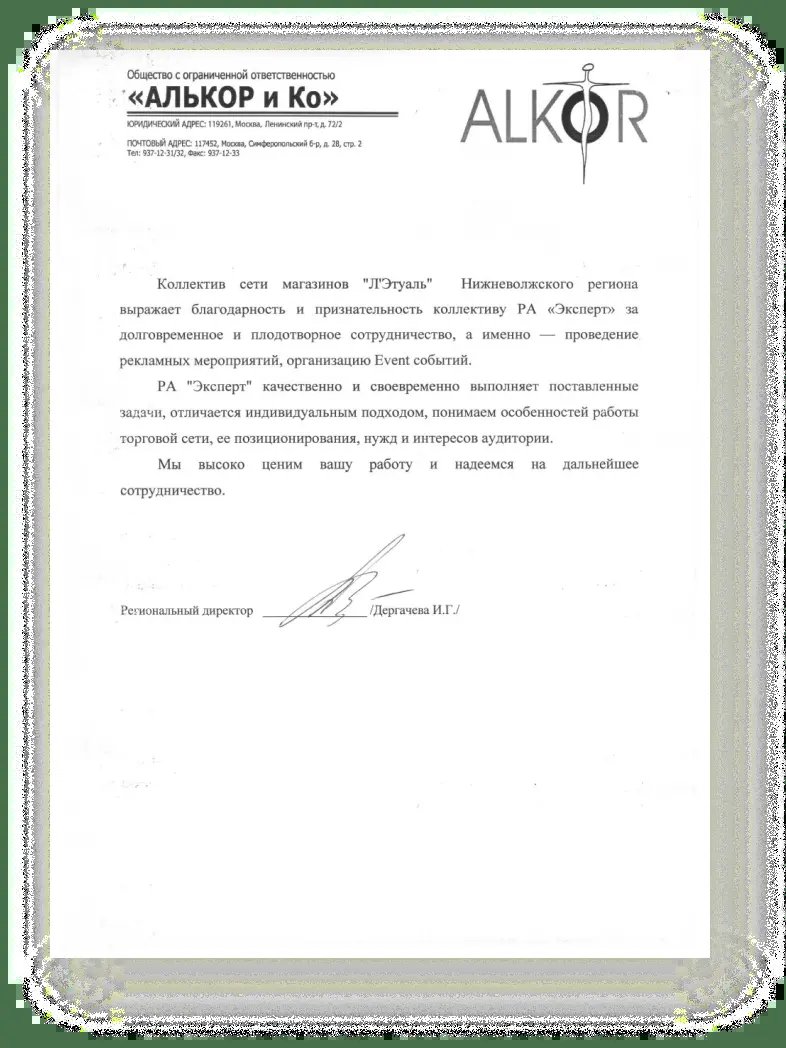 Общество с ограниченной ответственностью
«АЛЬКОР и Ко»
ЮРИДИЧЕСКИЙ АДРЕС: 119261, Москва, Ленинский пр-т, д. 72/2
ПОЧТОВЫЙ АДРЕС: 117452, Москва, Симферопольский б-р, д. 28, стр. 2
Тел: 937-12-31/32, Факс: 937-12-33
ALKOR
Коллектив сети магазинов "Л'Этуаль" Нижневолжского региона
выражает благодарность и признательность коллективу РА «Эксперт» за
долговременное и плодотворное сотрудничество, а именно — проведение
рекламных мероприятий, организацию Event событий.
РА "Эксперт" качественно и своевременно выполняет поставленные
задачи, отличается индивидуальным подходом, понимаем особенностей работы
торговой сети, ее позиционирования, нужд и интересов аудитории.
Мы высоко ценим вашу работу и надеемся на дальнейшее
сотрудничество.
Региональный директор /Дергачева И.Г./